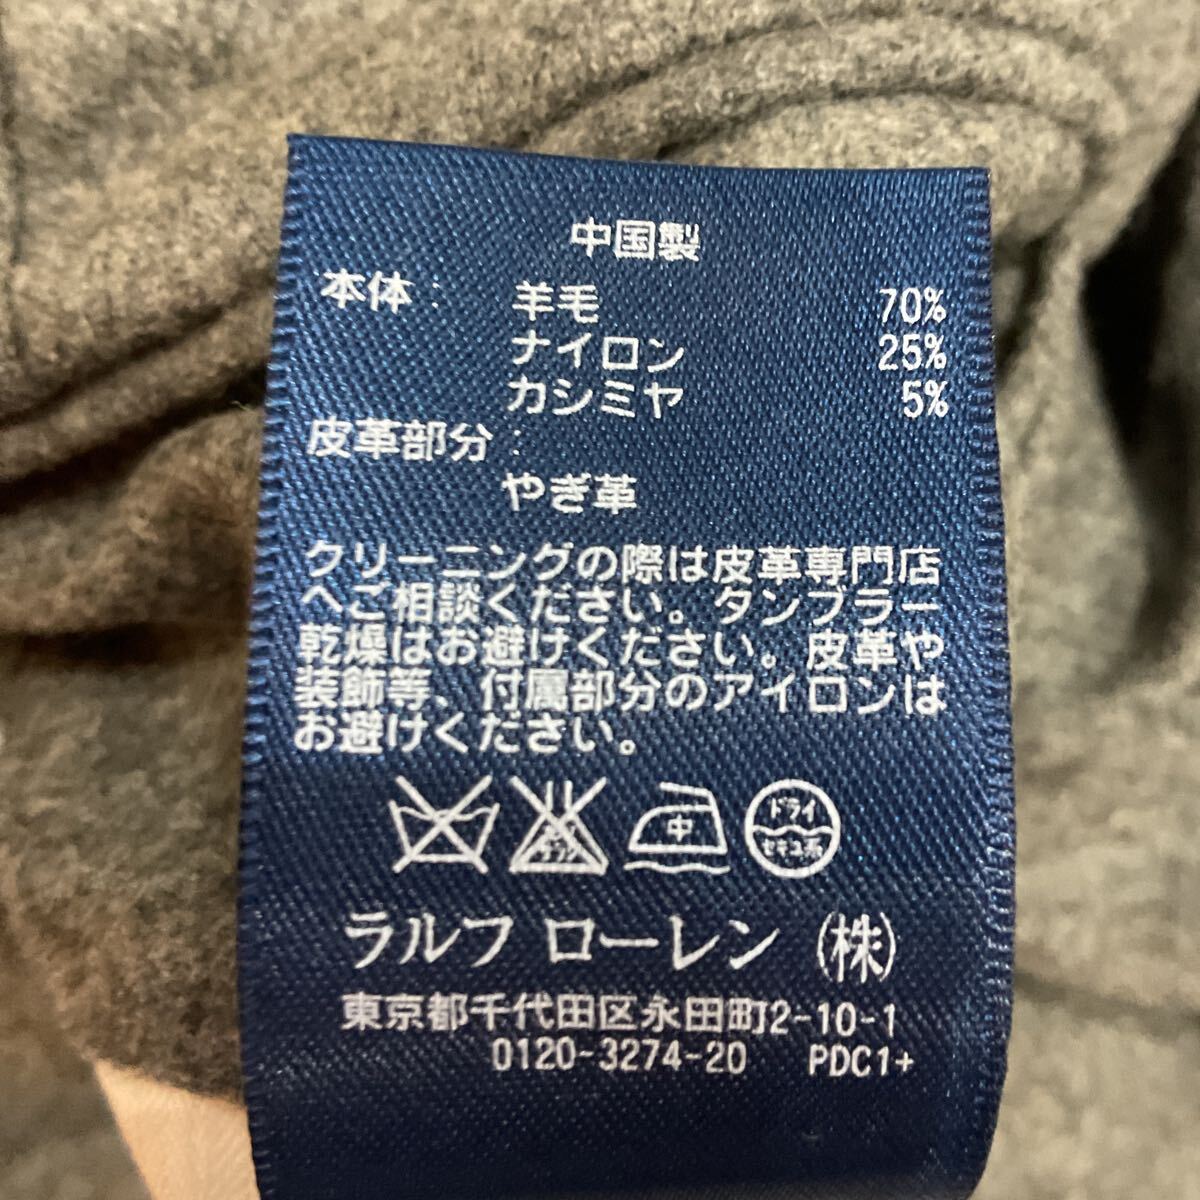 中国製
本体: 羊毛 70%
ナイロン 25%
カシミヤ 5%
皮革部分:
やぎ革
クリーニングの際は皮革専門店
へご相談ください。タンブラー
乾燥はお避けください。皮革や
装飾等、付属部分のアイロンは
お避けください。
中 ドライ
セキユ系
ラルフ ローレン (株)
東京都千代田区永田町2-10-1
0120-3274-20 PDC1+